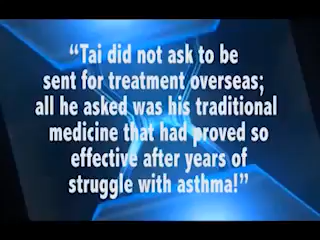 “Tai did not ask to be
sent for treatment overseas;
all he asked was his traditional
medicine that had proved so
effective after years of
struggle with asthma!”